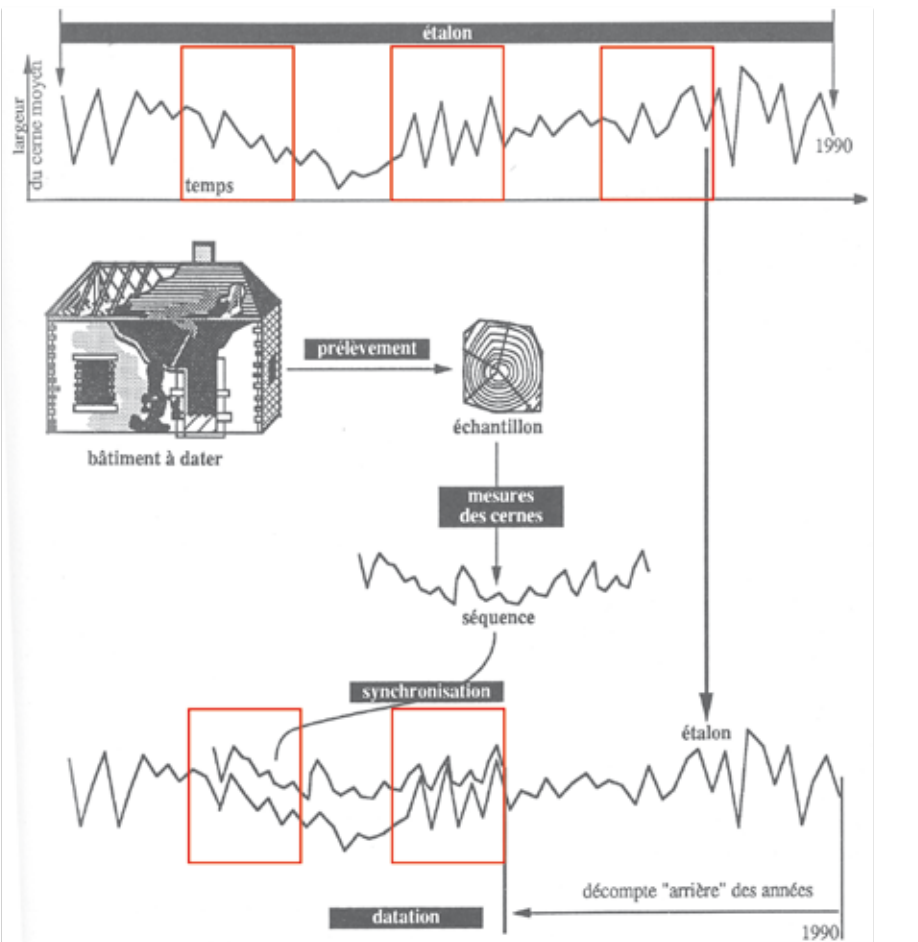 étalon
largeur
du cerne moyen
1990
temps
prélèvement
échantillon
bâtiment à dater
mesures
des cernes
séquence
synchronisation
étalon
décompte "arrière" des années
datation
1990